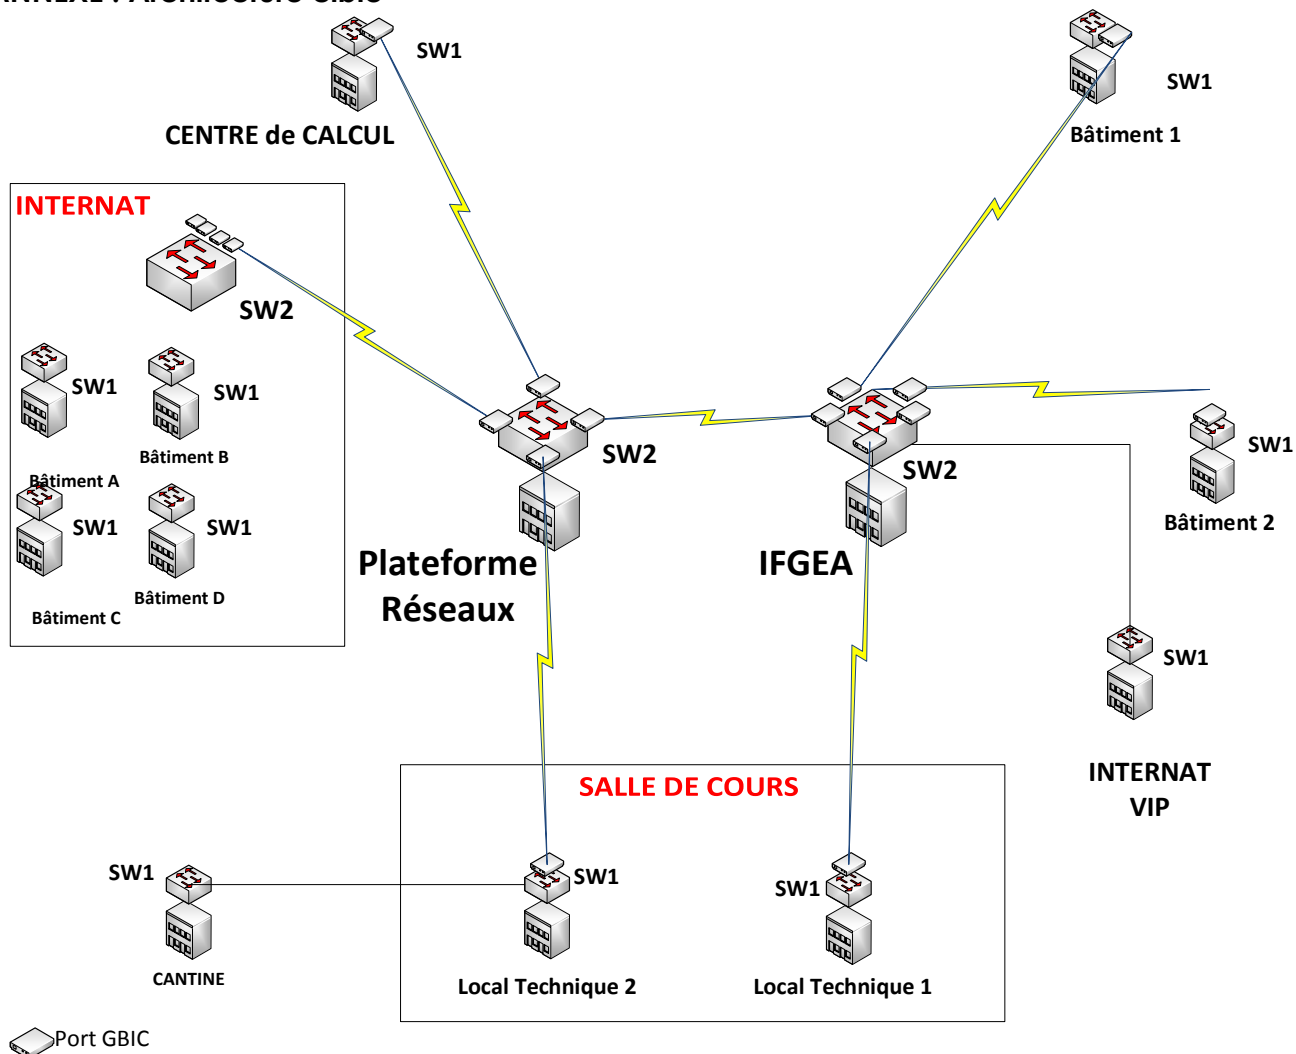 SW1
CENTRE de CALCUL
SW1
Bâtiment 1
INTERNAT
SW2
SW1
SW1
Bâtiment B
Bâtiment A
SW1
SW1
Bâtiment D
Bâtiment C
SW2
Plateforme
Réseaux
SW2
IFGEA
SW1
Bâtiment 2
SW1
INTERNAT
VIP
SALLE DE COURS
SW1
CANTINE
SW1
Local Technique 2
SW1
Local Technique 1
Port GBIC